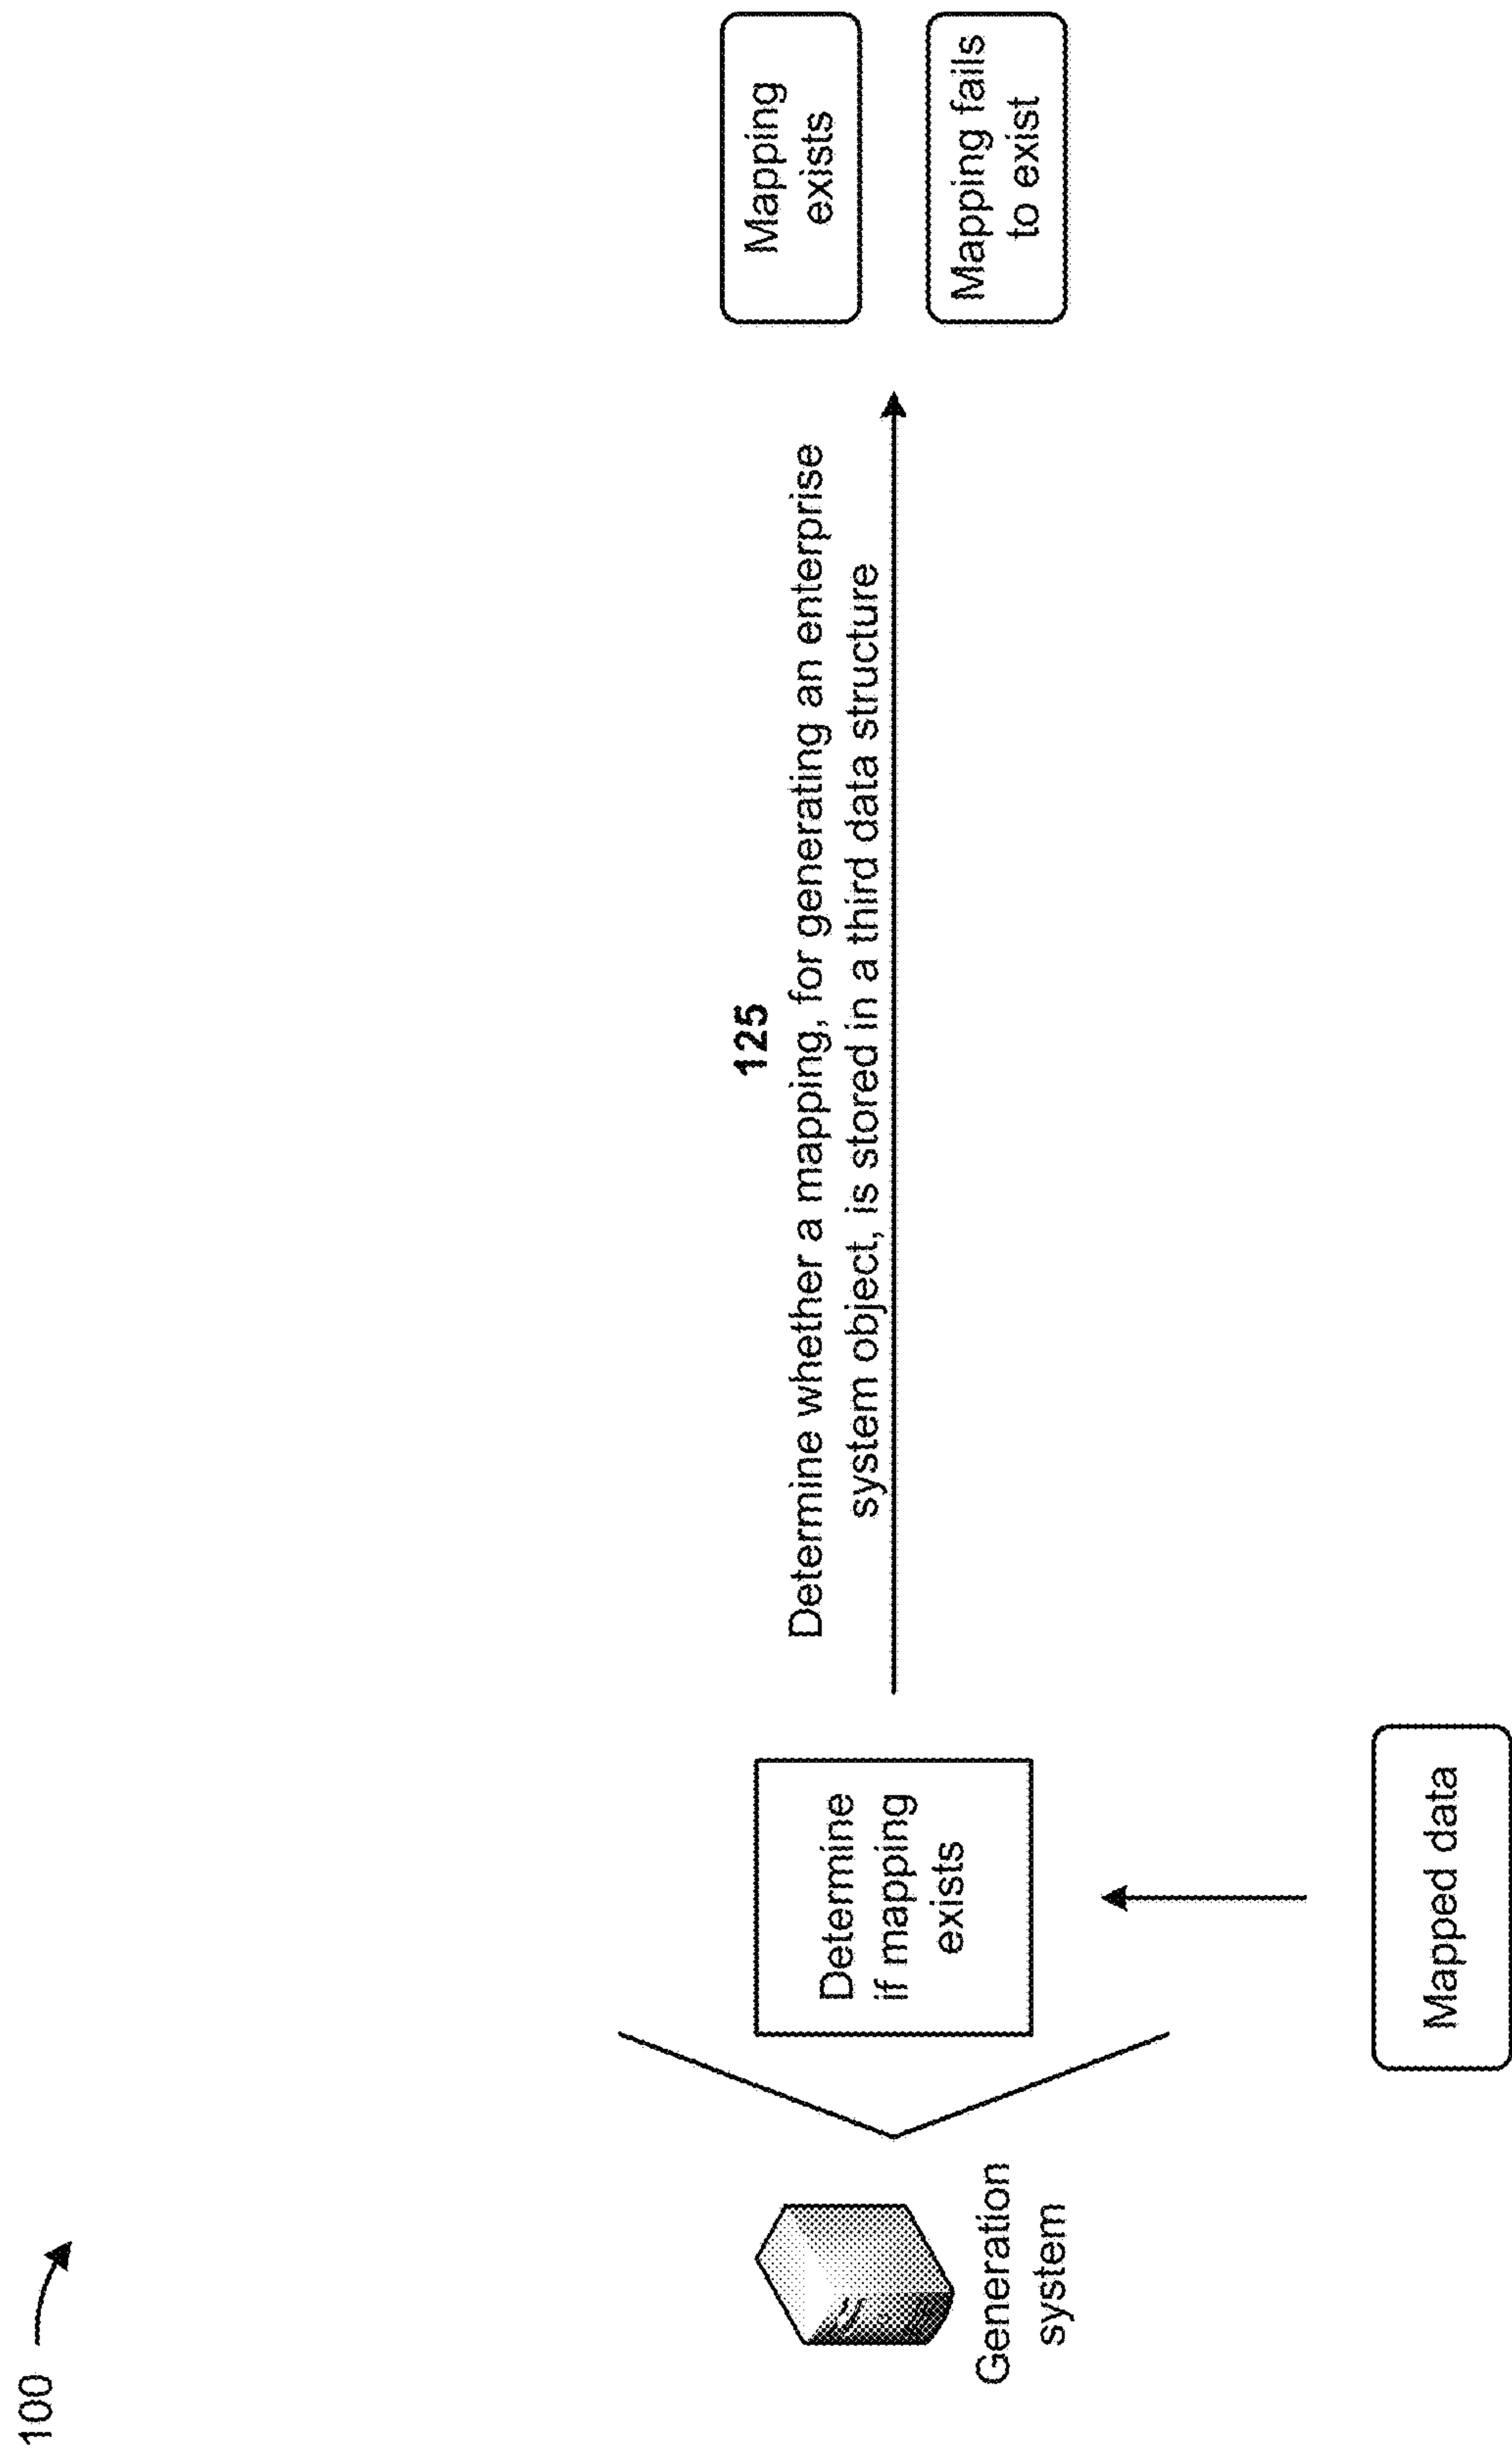 100
125
Determine whether a mapping, for generating an enterprise
system object, is stored in a third data structure
Generation
system
Determine
if mapping
exists
Mapping
exists
Mapping fails
to exist
Mapped data